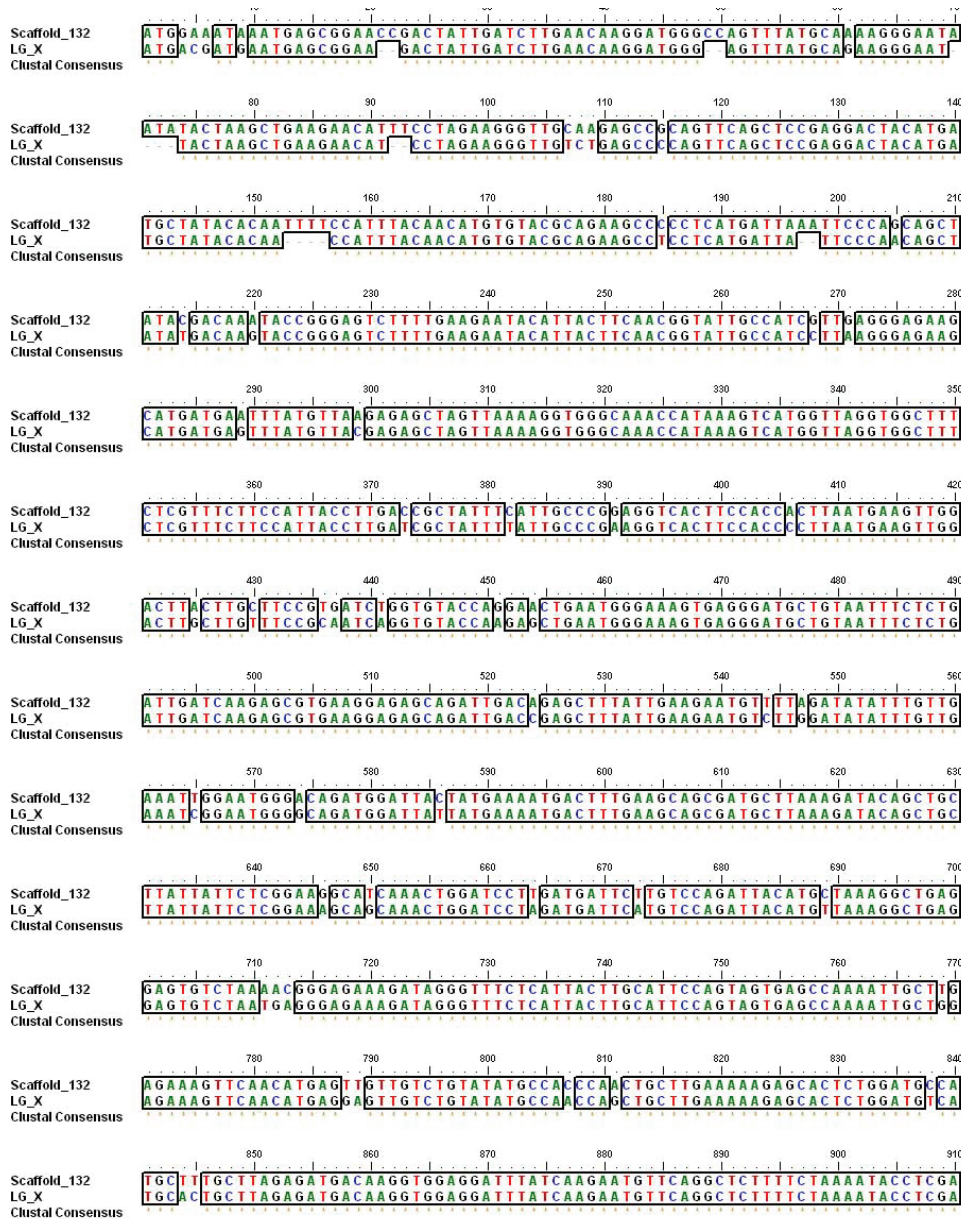 10 20 30 40 50 60 70
Scaffold_132 ATGGAAATAAATGAGCGGAACCGACTATTGATCTTGAACAAGGATGGGCCAGTTTATGCAAAAGGGAATA
LG_X ATGACGATGAATGAGCGGAA--GACTATTGATCTTGAACAAGGATGGG--AGTTTATGCAGAAGGGAAT-
Clustal Consensus
80 90 100 110 120 130 140
Scaffold_132 ATATACTAAGCTGAAGAACATTTCCTAGAAGGGTTGCAAGAGCCGCAGTTCAGCTCCGAGGACTACATGA
LG_X ---TACTAAGCTGAAGAACAT--CCTAGAAGGGTTGTCTGAGCCCCAGTTCAGCTCCGAGGACTACATGA
Clustal Consensus
150 160 170 180 190 200 210
Scaffold_132 TGCTATACACAATTTTCCATTTACAACATGTGTACGCAGAAGCCCCCTCATGATTAAATTCCCAGCAGCT
LG_X TGCTATACACAA----CCATTTACAACATGTGTACGCAGAAGCCTCCTCATGATTA--TTCCCAACAGCT
Clustal Consensus
220 230 240 250 260 270 280
Scaffold_132 ATACGACAAATACCGGGAGTCTTTTGAAGAATACATTACTTCAACGGTATTGCCATCGTTGAGGGAGAAG
LG_X ATATGACAAGTACCGGGAGTCTTTTGAAGAATACATTACTTCAACGGTATTGCCATCCTTAAGGGAGAAG
Clustal Consensus
290 300 310 320 330 340 350
Scaffold_132 CATGATGAATTTATGTTAAGAGAGCTAGTTAAAAGGTGGGCAAACCATAAAGTCATGGTTAGGTGGCTTT
LG_X CATGATGAGTTTATGTTACGAGAGCTAGTTAAAAGGTGGGCAAACCATAAAGTCATGGTTAGGTGGCTTT
Clustal Consensus
360 370 380 390 400 410 420
Scaffold_132 CTCGTTTCTTCCATTACCTTGACCGCTATTTCATTGCCCGGAGGTCACTTCCACCACTTAATGAAGTTGG
LG_X CTCGTTTCTTCCATTACCTTGATCGCTATTTTATTGCCCGAAGGTCACTTCCACCCCTTAATGAAGTTGG
Clustal Consensus
430 440 450 460 470 480 490
Scaffold_132 ACTTACTTGCTTCCGTGATCTGGTGTACCAGGAACTGAATGGGAAAGTGAGGGATGCTGTAATTTCTCTG
LG_X ACTTGCTTGTTTCCGCAATCAGGTGTACCAAGAGCTGAATGGGAAAGTGAGGGATGCTGTAATTTCTCTG
Clustal Consensus
500 510 520 530 540 550 560
Scaffold_132 ATTGATCAAGAGCGTGAAGGAGAGCAGATTGACAGAGCTTTATTGAAGAATGTTTTAGATATATTTGTTG
LG_X ATTGATCAAGAGCGTGAAGGAGAGCAGATTGACCGAGCTTTATTGAAGAATGTCTTGGATATATTTGTTG
Clustal Consensus
570 580 590 600 610 620 630
Scaffold_132 AAATTGGAATGGGACAGATGGATTACTATGAAAATGACTTTGAAGCAGCGATGCTTAAAGATACAGCTGC
LG_X AAATCGGAATGGGGCAGATGGATTATTATGAAAATGACTTTGAAGCAGCGATGCTTAAAGATACAGCTGC
Clustal Consensus
640 650 660 670 680 690 700
Scaffold_132 TTATTATTCTCGGAAGGCATCAAACTGGATCCTTGATGATTCTTGTCCAGATTACATGCTAAAGGCTGAG
LG_X TTATTATTCTCGGAAAGCAGCAAACTGGATCCTAGATGATTCATGTCCAGATTACATGTTAAAGGCTGAG
Clustal Consensus
710 720 730 740 750 760 770
Scaffold_132 GAGTGTCTAAAACGGGAGAAAGATAGGGTTTCTCATTACTTGCATTCCAGTAGTGAGCCAAAATTGCTTG
LG_X GAGTGTCTAATGAGGGAGAAAGATAGGGTTTCTCATTACTTGCATTCCAGTAGTGAGCCAAAATTGCTGG
Clustal Consensus
780 790 800 810 820 830 840
Scaffold_132 AGAAAGTTCAACATGAGTTGTTGTCTGTATATGCCACCCAACTGCTTGAAAAAGAGCACTCTGGATGCCA
LG_X AGAAAGTTCAACATGAGGAGTTGTCTGTATATGCCAACCAGCTGCTTGAAAAAGAGCACTCTGGATGTCA
Clustal Consensus
850 860 870 880 890 900 910
Scaffold_132 TGCTTTGCTTAGAGATGACAAGGTGGAGGATTTATCAAGAATGTTCAGGCTCTTTTCTAAAATACCTCGA
LG_X TGCACTGCTTAGAGATGACAAGGTGGAGGATTTATCAAGAATGTTCAGGCTCTTTTCTAAAATACCTCGA
Clustal Consensus